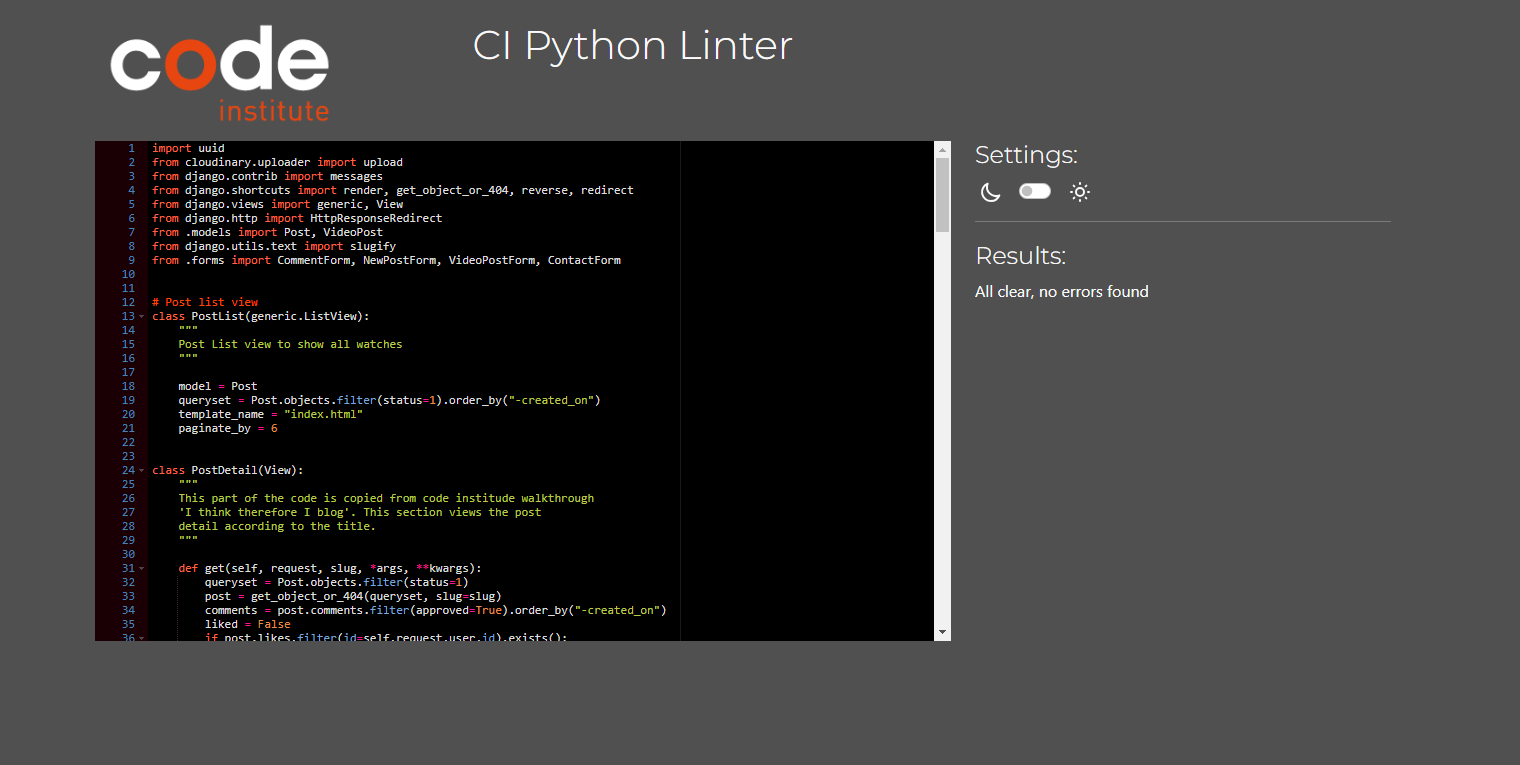 code
institute
CI Python Linter
1 import uuid
2 from cloudinary.uploader import upload
3 from django.contrib import messages
4 from django.shortcuts import render, get_object_or_404, reverse, redirect
5 from django.views import generic, View
6 from django.http import HttpResponseRedirect
7 from .models import Post, VideoPost
8 from django.utils.text import slugify
9 from .forms import CommentForm, NewPostForm, VideoPostForm, ContactForm
10
11
12 # Post list view
13 class PostList(generic.ListView):
14 """
15 Post List view to show all watches
16 """
17
18 model = Post
19 queryset = Post.objects.filter(status=1).order_by("-created_on")
20 template_name = "index.html"
21 paginate_by = 6
22
23
24 class PostDetail(View):
25 """
26 This part of the code is copied from code institude walkthrough
27 'I think therefore I blog'. This section views the post
28 detail according to the title.
29 """
30
31 def get(self, request, slug, *args, **kwargs):
32 queryset = Post.objects.filter(status=1)
33 post = get_object_or_404(queryset, slug=slug)
34 comments = post.comments.filter(approved=True).order_by("-created_on")
35 liked = False
36 if post.likes.filter(id=self.request.user.id).exists():
Settings:
Results:
All clear, no errors found